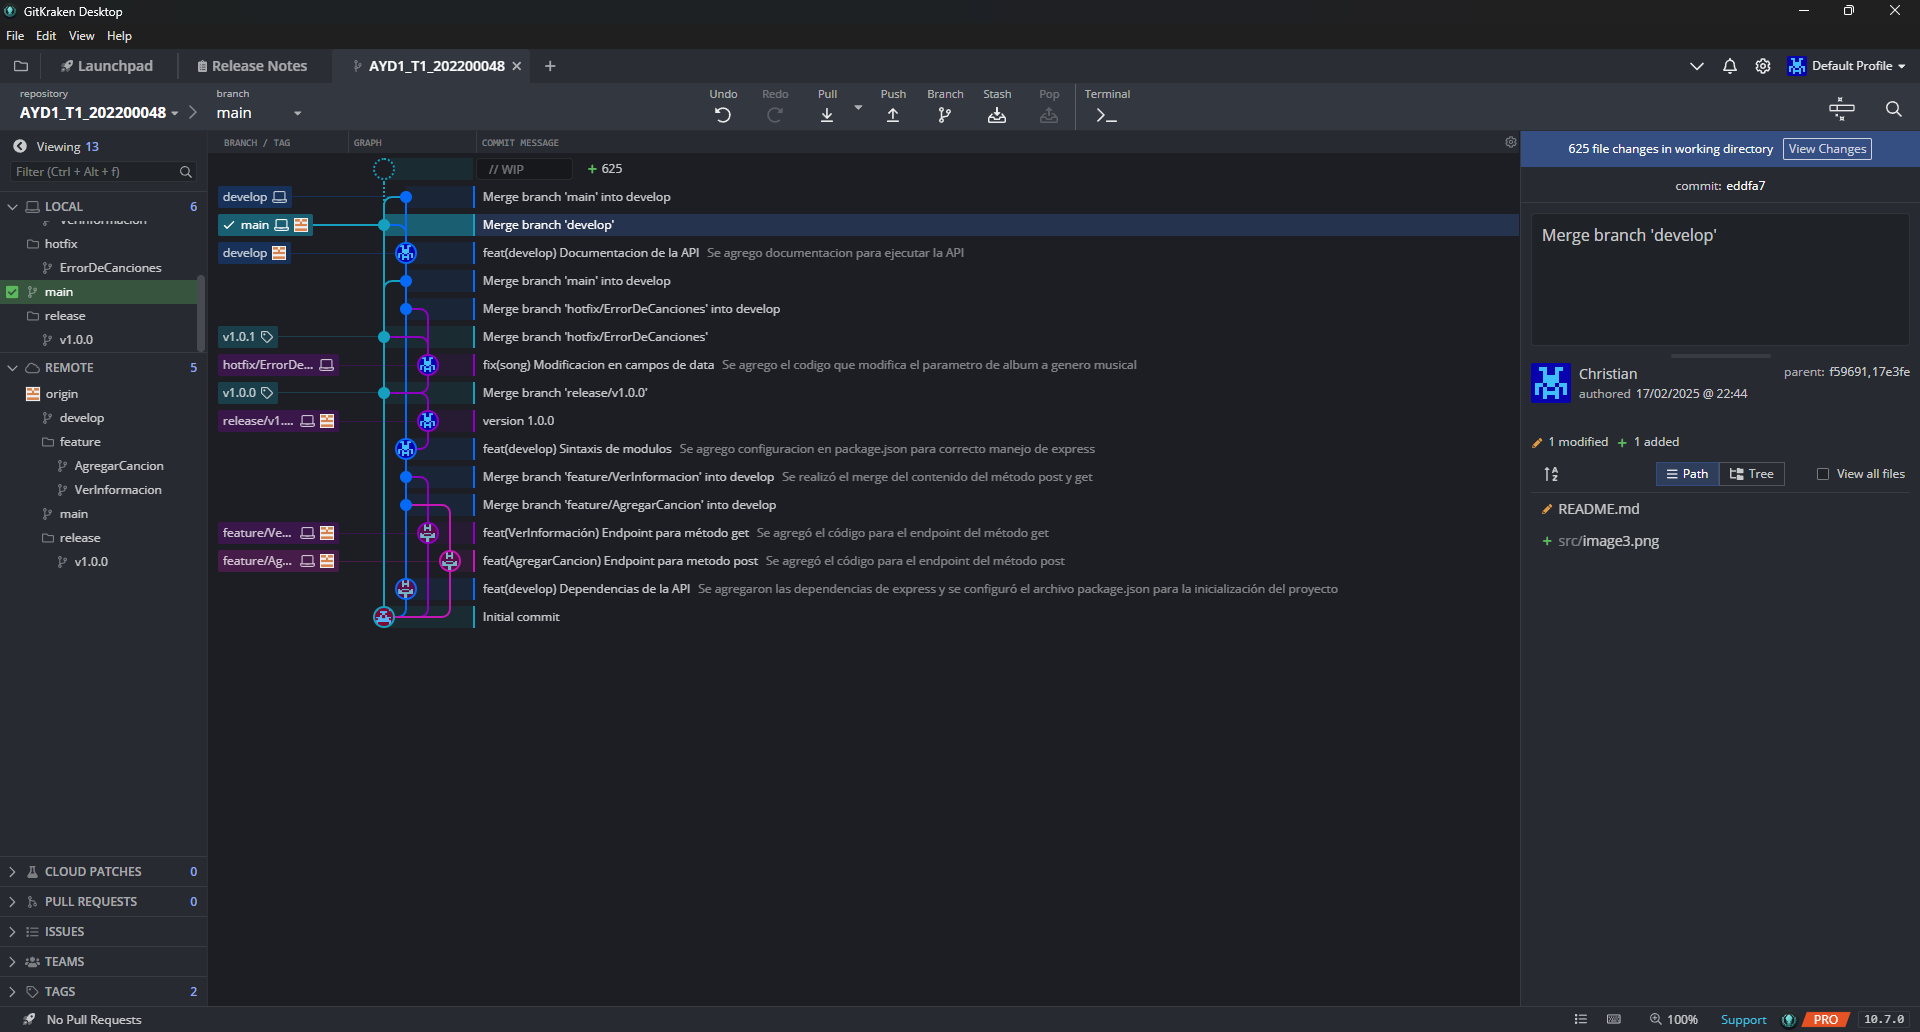 GitKraken Desktop
File Edit View Help
Launchpad
Release Notes
AYD1_T1_202200048
Default Profile
repository
AYD1_T1_202200048
branch
main
Undo
Redo
Pull
Push
Branch
Stash
Pop
Terminal
Viewing 13
Filter (Ctrl + Alt + f)
LOCAL 6
VerInformacion
hotfix
ErrorDeCanciones
main
release
v1.0.0
REMOTE 5
origin
develop
feature
AgregarCancion
VerInformacion
main
release
v1.0.0
CLOUD PATCHES 0
PULL REQUESTS 0
ISSUES
TEAMS
TAGS 2
BRANCH / TAG GRAPH COMMIT MESSAGE
// WIP + 625
develop Merge branch 'main' into develop
main Merge branch 'develop'
develop feat(develop) Documentacion de la API Se agrego documentacion para ejecutar la API
Merge branch 'main' into develop
Merge branch 'hotfix/ErrorDeCanciones' into develop
v1.0.1 Merge branch 'hotfix/ErrorDeCanciones'
hotfix/ErrorDe... fix(song) Modificacion en campos de data Se agrego el codigo que modifica el parametro de album a genero musical
v1.0.0 Merge branch 'release/v1.0.0'
release/v1.... version 1.0.0
feat(develop) Sintaxis de modulos Se agrego configuracion en package.json para correcto manejo de express
Merge branch 'feature/VerInformacion' into develop Se realizó el merge del contenido del método post y get
Merge branch 'feature/AgregarCancion' into develop
feature/Ve... feat(VerInformación) Endpoint para método get Se agregó el código para el endpoint del método get
feature/Ag... feat(AgregarCancion) Endpoint para metodo post Se agregó el código para el endpoint del método post
feat(develop) Dependencias de la API Se agregaron las dependencias de express y se configuró el archivo package.json para la inicialización del proyecto
Initial commit
625 file changes in working directory View Changes
commit: eddfa7
Merge branch 'develop'
Christian
authored 17/02/2025 @ 22:44
parent: f59691,17e3fe
1 modified + 1 added
Path Tree View all files
README.md
+ src/image3.png
No Pull Requests
100% Support PRO 10.7.0